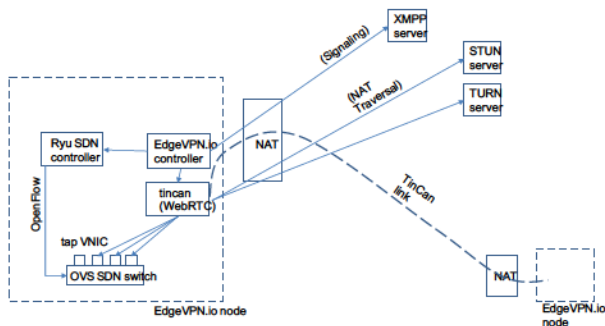 XMPP
server
(Signaling)
STUN
server
(NAT
Traversal)
TURN
server
Ryu SDN
controller
EdgeVPN.io
controller
NAT
tincan
(WebRTC)
OpenFlow
TinCan
link
tap VNIC
OVS SDN switch
NAT
EdgeVPN.io node
EdgeVPN.io
node